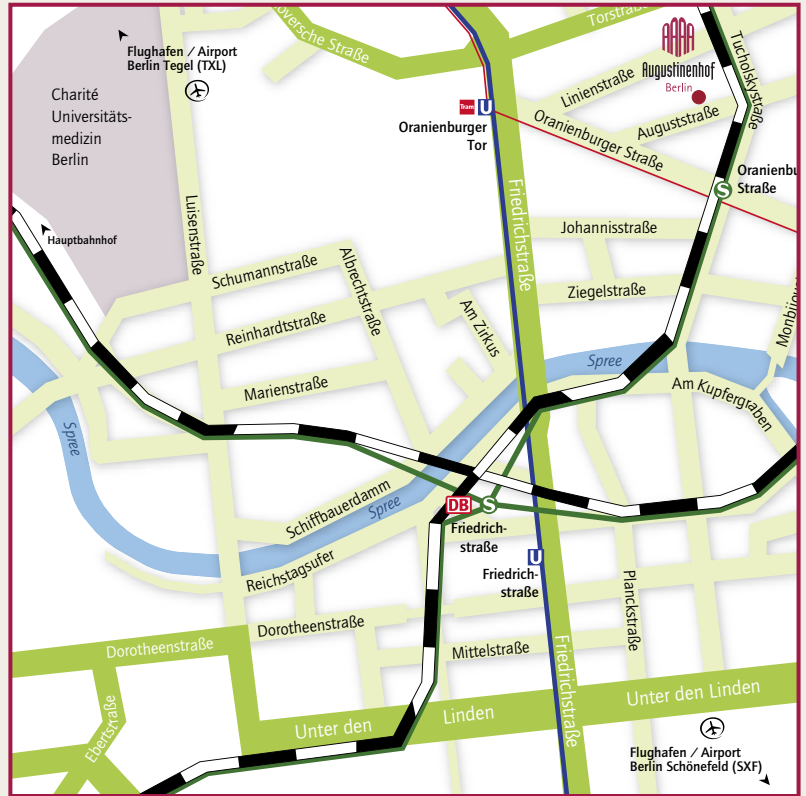 Flughafen / Airport
Berlin Tegel (TXL)
Charité
Universitäts-
medizin
Berlin
Hauptbahnhof
oversche Straße
Torstraße
Augustinenhof
Berlin
Tucholskystraße
Linienstraße
Auguststraße
Oranienburger Straße
Tram
U
Oranienburger
Tor
S
Oranienbu
Straße
Luisenstraße
Friedrichstraße
Johannisstraße
Ziegelstraße
Monbijou
Schumannstraße
Albrechtstraße
Reinhardtstraße
Am Zirkus
Marienstraße
Spree
Am Kupfergraben
Spree
Schiffbauerdamm
Spree
DB
S
Friedrich-
straße
U
Friedrich-
straße
Reichstagsufer
Planckstraße
Dorotheenstraße
Dorotheenstraße
Mittelstraße
Friedrichstraße
Ebertstraße
Unter den
Linden
Unter den Linden
Flughafen / Airport
Berlin Schönefeld (SXF)